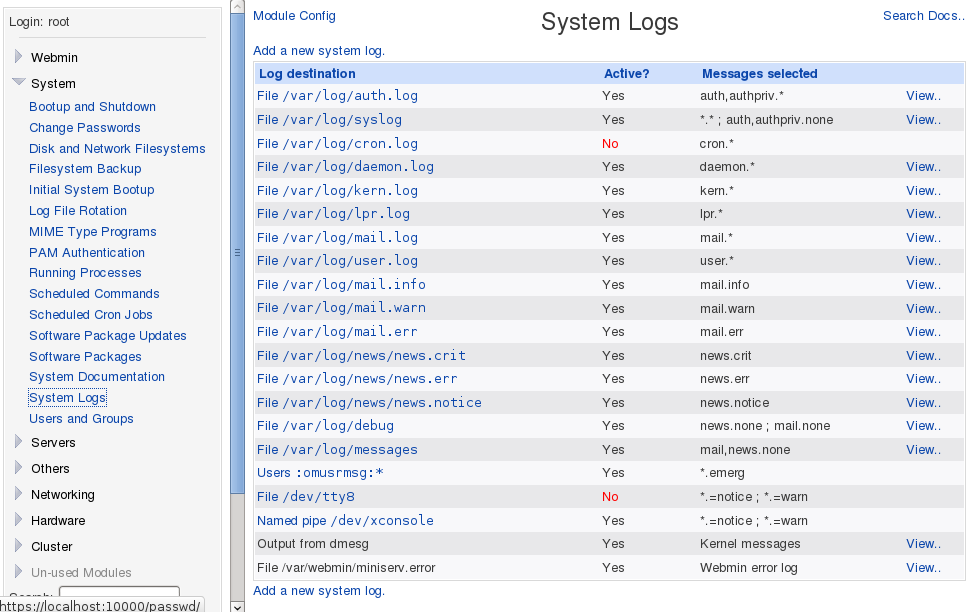 Login: root
Webmin
System
Bootup and Shutdown
Change Passwords
Disk and Network Filesystems
Filesystem Backup
Initial System Bootup
Log File Rotation
MIME Type Programs
PAM Authentication
Running Processes
Scheduled Commands
Scheduled Cron Jobs
Software Package Updates
Software Packages
System Documentation
System Logs
Users and Groups
Servers
Others
Networking
Hardware
Cluster
Un-used Modules
Search:
https://localhost:10000/passwd/
Module Config
System Logs
Search Docs..
Add a new system log.
Log destination Active? Messages selected
File /var/log/auth.log Yes auth,authpriv.* View..
File /var/log/syslog Yes *.* ; auth,authpriv.none View..
File /var/log/cron.log No cron.*
File /var/log/daemon.log Yes daemon.* View..
File /var/log/kern.log Yes kern.* View..
File /var/log/lpr.log Yes lpr.* View..
File /var/log/mail.log Yes mail.* View..
File /var/log/user.log Yes user.* View..
File /var/log/mail.info Yes mail.info View..
File /var/log/mail.warn Yes mail.warn View..
File /var/log/mail.err Yes mail.err View..
File /var/log/news/news.crit Yes news.crit View..
File /var/log/news/news.err Yes news.err View..
File /var/log/news/news.notice Yes news.notice View..
File /var/log/debug Yes news.none ; mail.none View..
File /var/log/messages Yes mail,news.none View..
Users :omusrmsg:* Yes *.emerg
File /dev/tty8 No *.=notice ; *.=warn
Named pipe /dev/xconsole Yes *.=notice ; *.=warn
Output from dmesg Yes Kernel messages View..
File /var/webmin/miniserv.error Yes Webmin error log View..
Add a new system log.